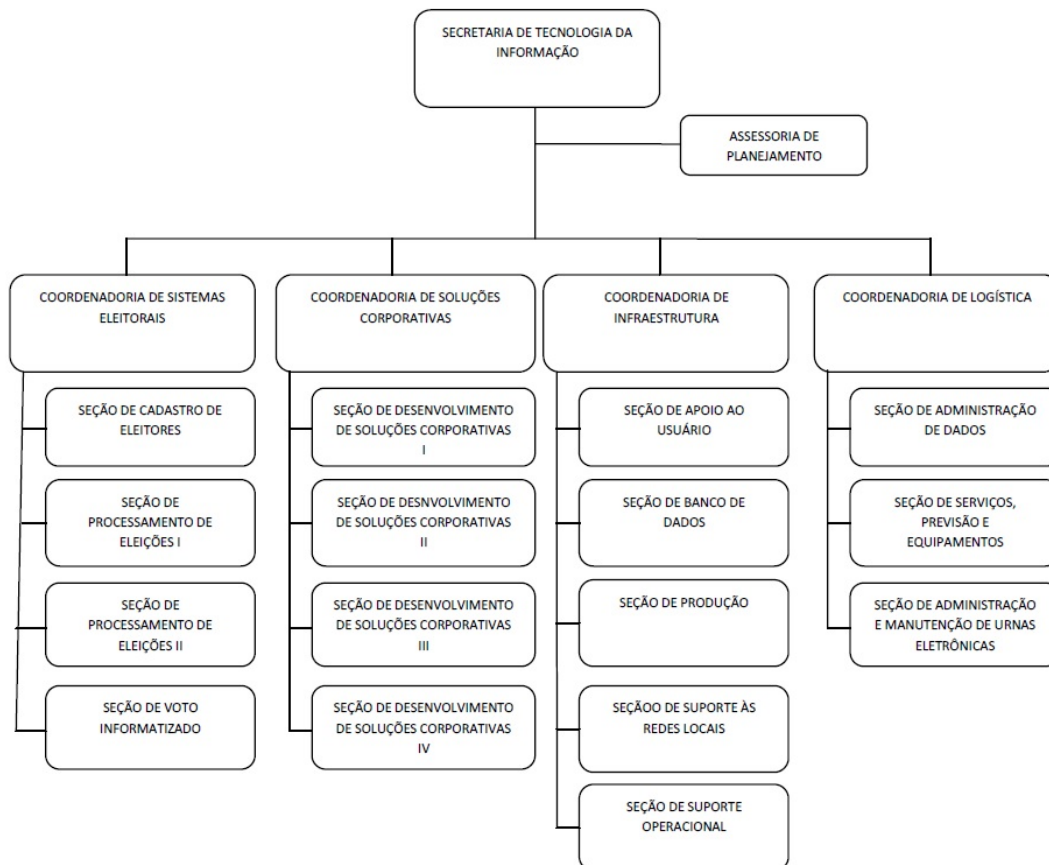 SECRETARIA DE TECNOLOGIA DA
INFORMAÇÃO
ASSESSORIA DE
PLANEJAMENTO
COORDENADORIA DE SISTEMAS
ELEITORAIS
SEÇÃO DE CADASTRO DE
ELEITORES
SEÇÃO DE
PROCESSAMENTO DE
ELEIÇÕES I
SEÇÃO DE
PROCESSAMENTO DE
ELEIÇÕES II
SEÇÃO DE VOTO
INFORMATIZADO
COORDENADORIA DE SOLUÇÕES
CORPORATIVAS
SEÇÃO DE DESENVOLVIMENTO
DE SOLUÇÕES CORPORATIVAS
I
SEÇÃO DE DESNVOLVIMENTO
DE SOLUÇÕES CORPORATIVAS
II
SEÇÃO DE DESENVOLVIMENTO
DE SOLUÇÕES CORPORATIVAS
III
SEÇÃO DE DESENVOLVIMENTO
DE SOLUÇÕES CORPORATIVAS
IV
COORDENADORIA DE
INFRAESTRUTURA
SEÇÃO DE APOIO AO
USUÁRIO
SEÇÃO DE BANCO DE
DADOS
SEÇÃO DE PRODUÇÃO
SEÇÃOO DE SUPORTE ÀS
REDES LOCAIS
SEÇÃO DE SUPORTE
OPERACIONAL
COORDENADORIA DE LOGÍSTICA
SEÇÃO DE ADMINISTRAÇÃO
DE DADOS
SEÇÃO DE SERVIÇOS,
PREVISÃO E
EQUIPAMENTOS
SEÇÃO DE ADMINISTRAÇÃO
E MANUTENÇÃO DE URNAS
ELETRÔNICAS